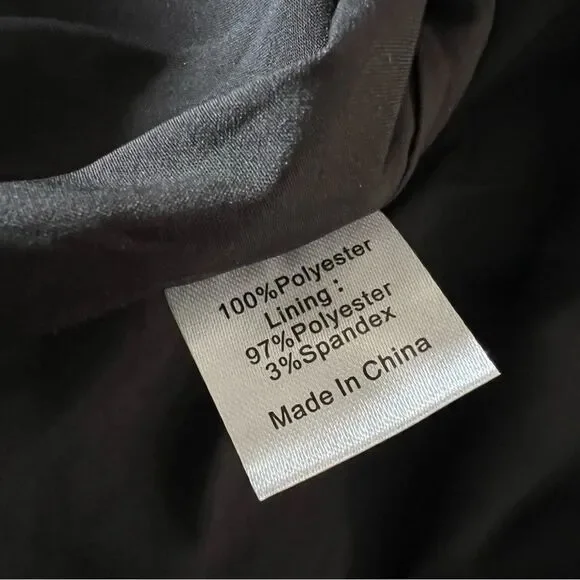 100%Polyester
Lining :
97%Polyester
3%Spandex
Made In China